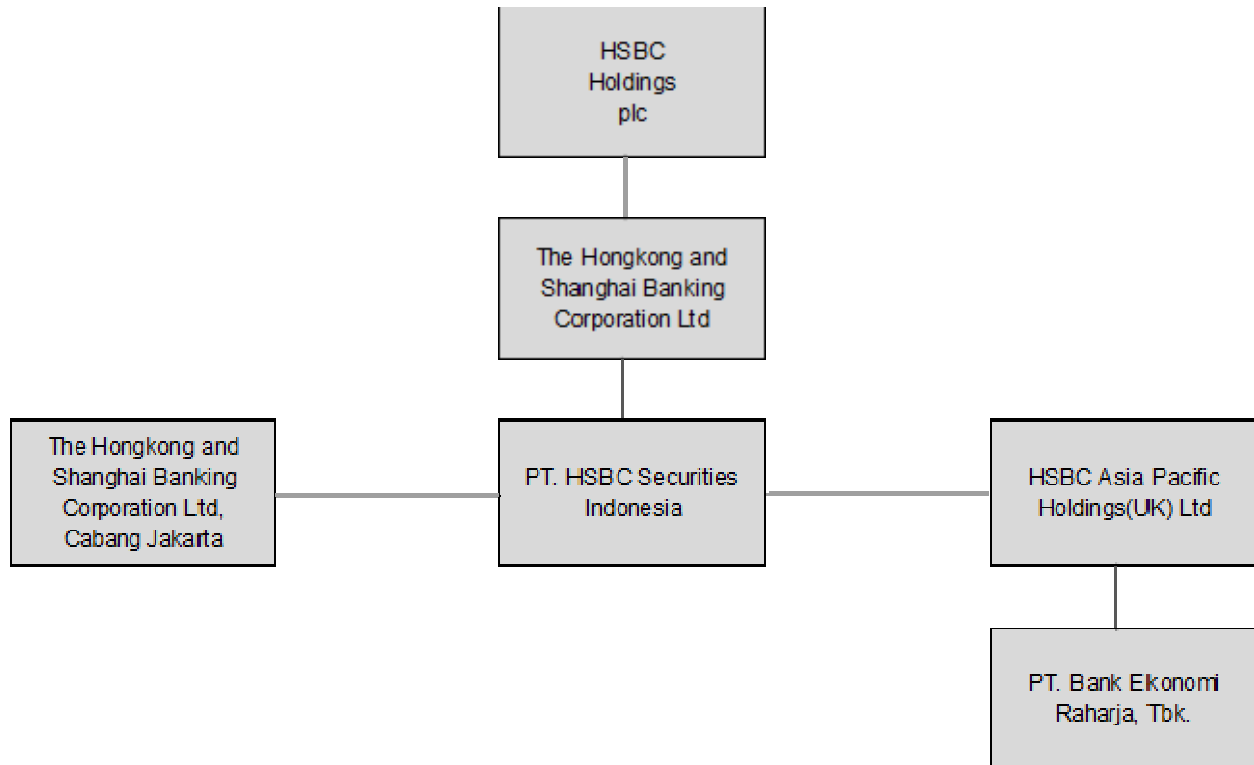 HSBC
Holdings
plc
The Hongkong and
Shanghai Banking
Corporation Ltd
The Hongkong and
Shanghai Banking
Corporation Ltd,
Cabang Jakarta
PT. HSBC Securities
Indonesia
HSBC Asia Pacific
Holdings(UK) Ltd
PT. Bank Ekonomi
Raharja, Tbk.